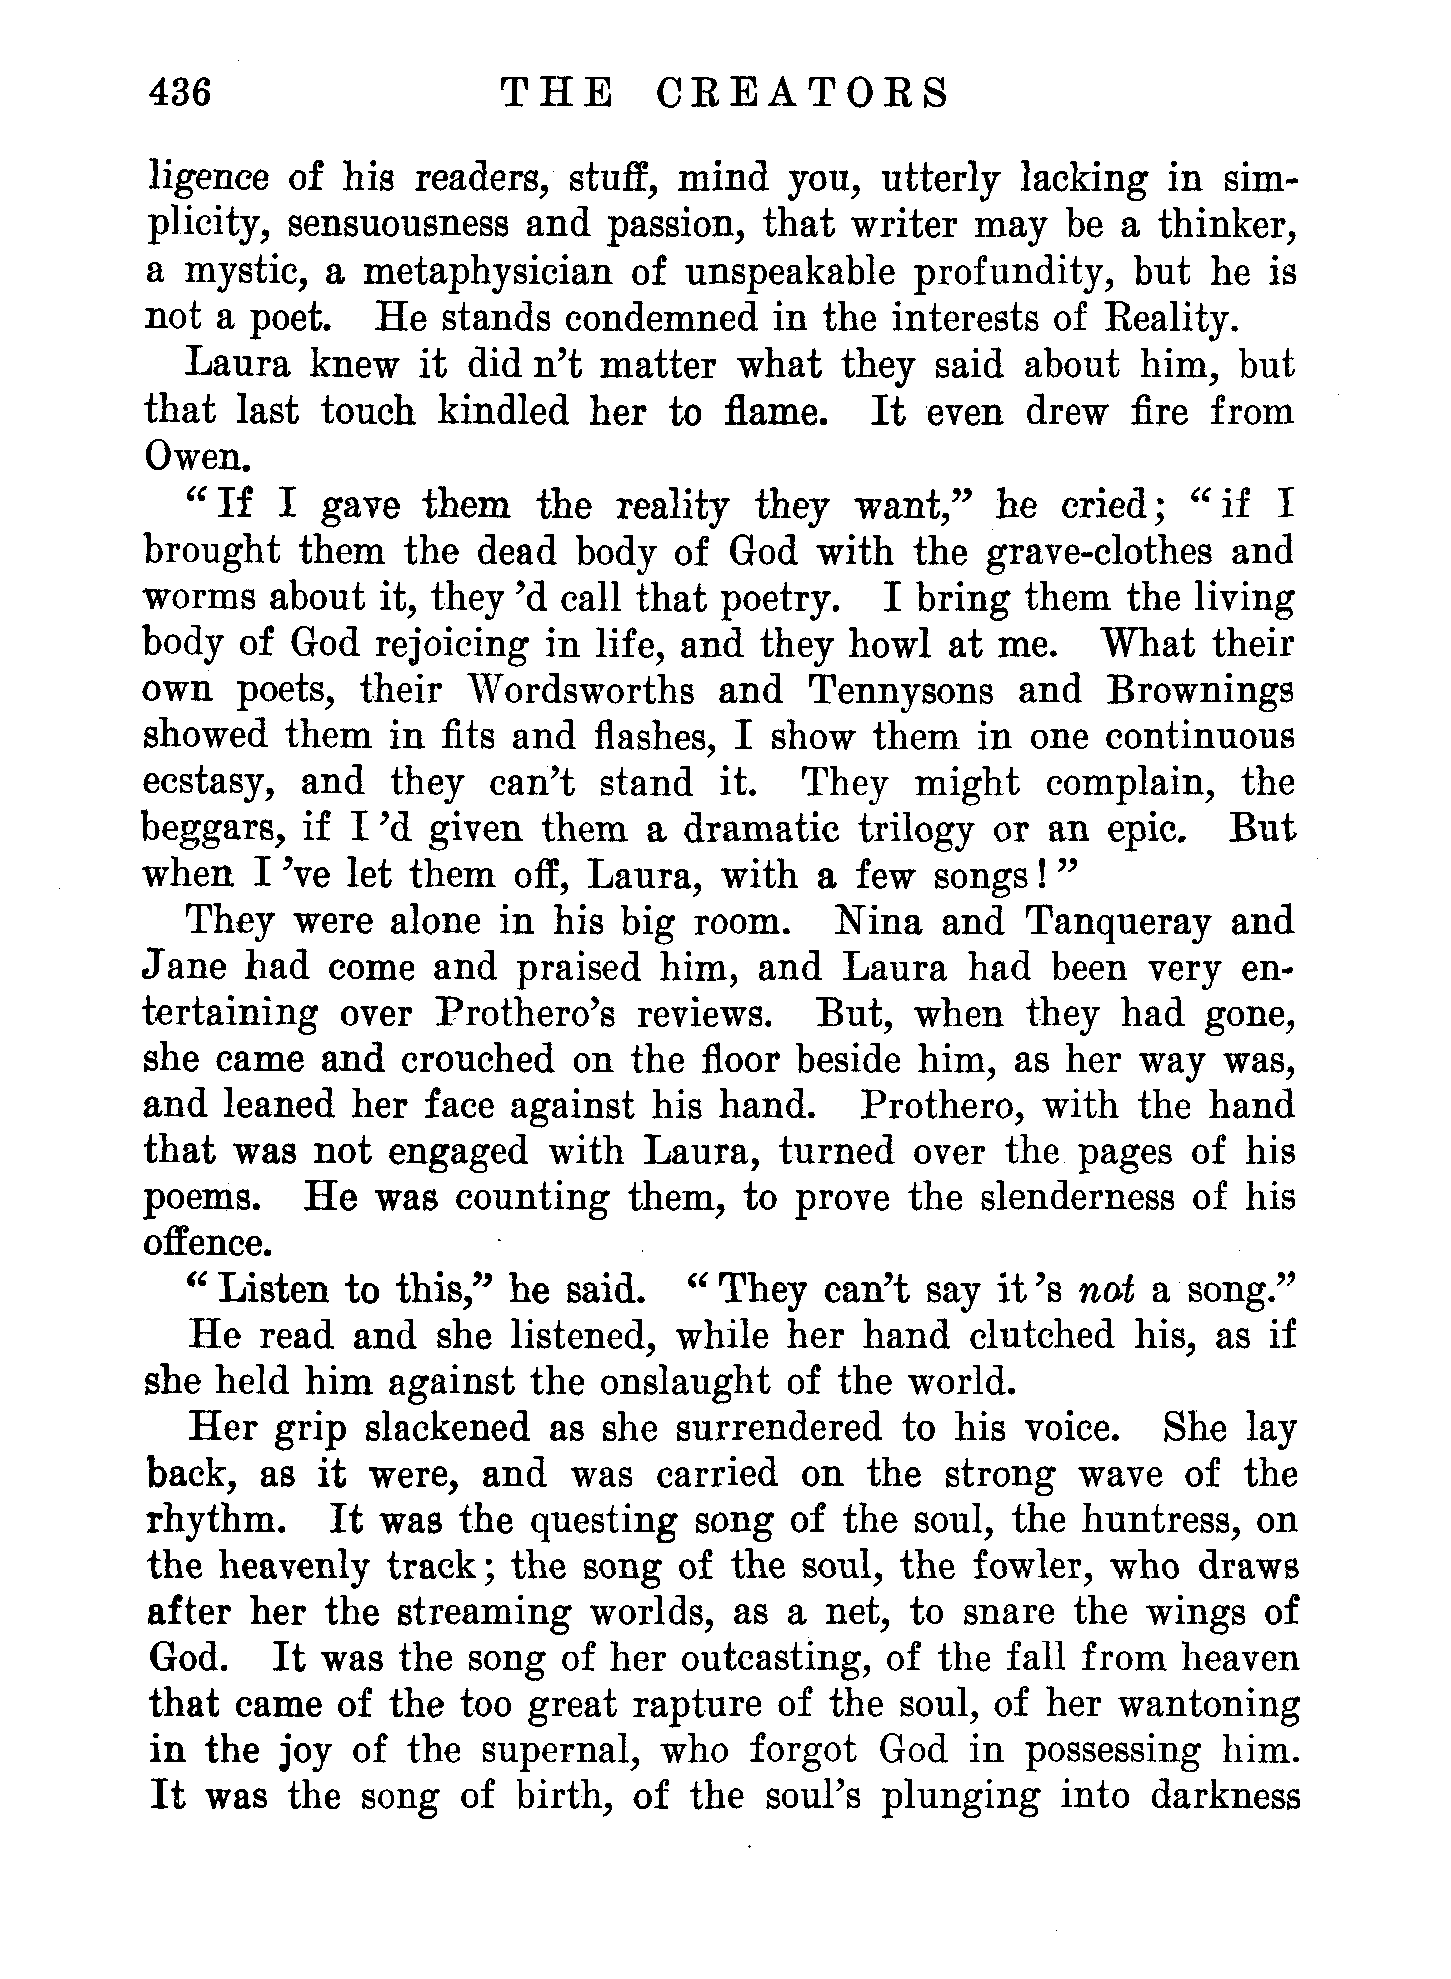 436 THE CREATORS
ligence of his readers, stuff, mind you, utterly lacking in sim-
plicity, sensuousness and passion, that writer may be a thinker,
a mystic, a metaphysician of unspeakable profundity, but he is
not a poet. He stands condemned in the interests of Reality.
Laura knew it did n't matter what they said about him, but
that last touch kindled her to flame. It even drew fire from
Owen.
"If I gave them the reality they want," he cried; "if I
brought them the dead body of God with the grave-clothes and
worms about it, they 'd call that poetry. I bring them the living
body of God rejoicing in life, and they howl at me. What their
own poets, their Wordsworths and Tennysons and Brownings
showed them in fits and flashes, I show them in one continuous
ecstasy, and they can't stand it. They might complain, the
beggars, if I 'd given them a dramatic trilogy or an epic. But
when I 've let them off, Laura, with a few songs!"
They were alone in his big room. Nina and Tanqueray and
Jane had come and praised him, and Laura had been very en-
tertaining over Prothero's reviews. But, when they had gone,
she came and crouched on the floor beside him, as her way was,
and leaned her face against his hand. Prothero, with the hand
that was not engaged with Laura, turned over the pages of his
poems. He was counting them, to prove the slenderness of his
offence.
"Listen to this," he said. "They can't say it 's not a song."
He read and she listened, while her hand clutched his, as if
she held him against the onslaught of the world.
Her grip slackened as she surrendered to his voice. She lay
back, as it were, and was carried on the strong wave of the
rhythm. It was the questing song of the soul, the huntress, on
the heavenly track; the song of the soul, the fowler, who draws
after her the streaming worlds, as a net, to snare the wings of
God. It was the song of her outcasting, of the fall from heaven
that came of the too great rapture of the soul, of her wantoning
in the joy of the supernal, who forgot God in possessing him.
It was the song of birth, of the soul's plunging into darkness